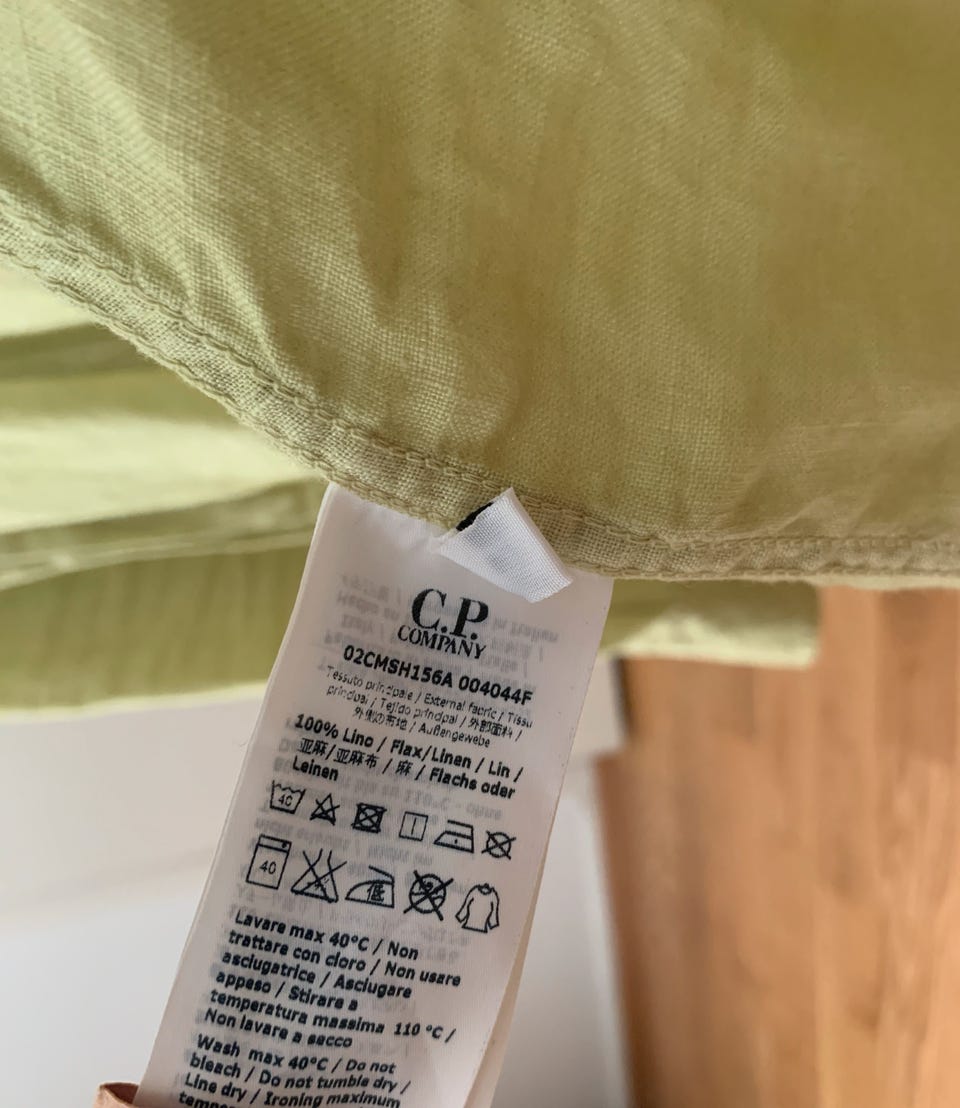 C.P.
COMPANY
02CMSH156A 004044F
Tessuto principale / External fabric / Tissu
principal / Tejido principal / 外部面料 /
外側の布地 / Außengewebe
100% Lino / Flax/Linen / Lin /
亚麻/亚麻布 / 麻 / Flachs oder
Leinen
40
40 低
Lavare max 40°C / Non
trattare con cloro / Non usare
asciugatrice / Asciugare
appeso / Stirare a
temperatura massima 110 °C /
Non lavare a secco
Wash max 40°C / Do not
bleach / Do not tumble dry /
Line dry / Ironing maximum